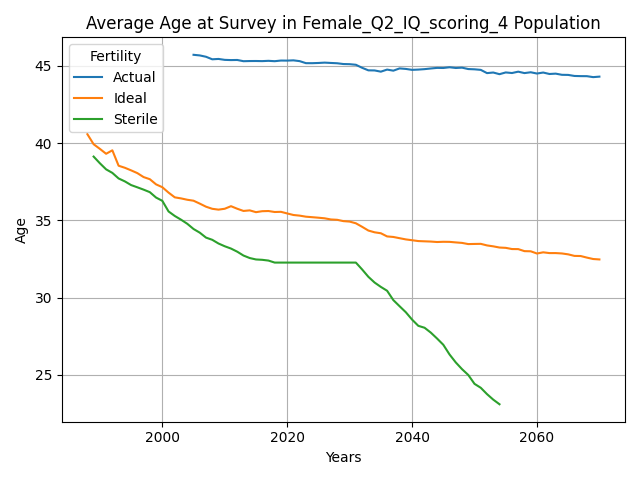 Average Age at Survey in Female_Q2_IQ_scoring_4 Population
Fertility
Actual
Ideal
Sterile
Age
45
40
35
30
25
2000 2020 2040 2060
Years